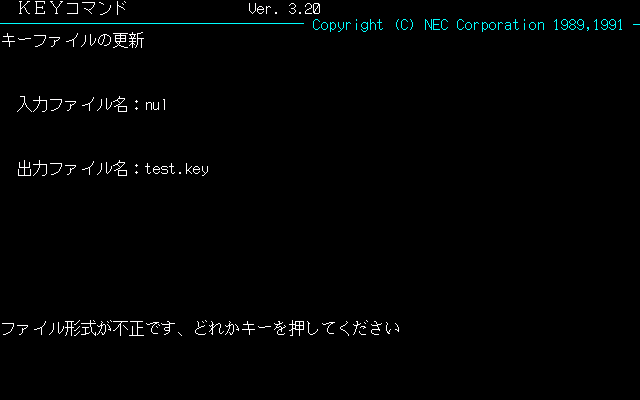 ＫＥＹコマンド Ver. 3.20
Copyright (C) NEC Corporation 1989,1991
キーファイルの更新
入力ファイル名：nul
出力ファイル名：test.key
ファイル形式が不正です、どれかキーを押してください